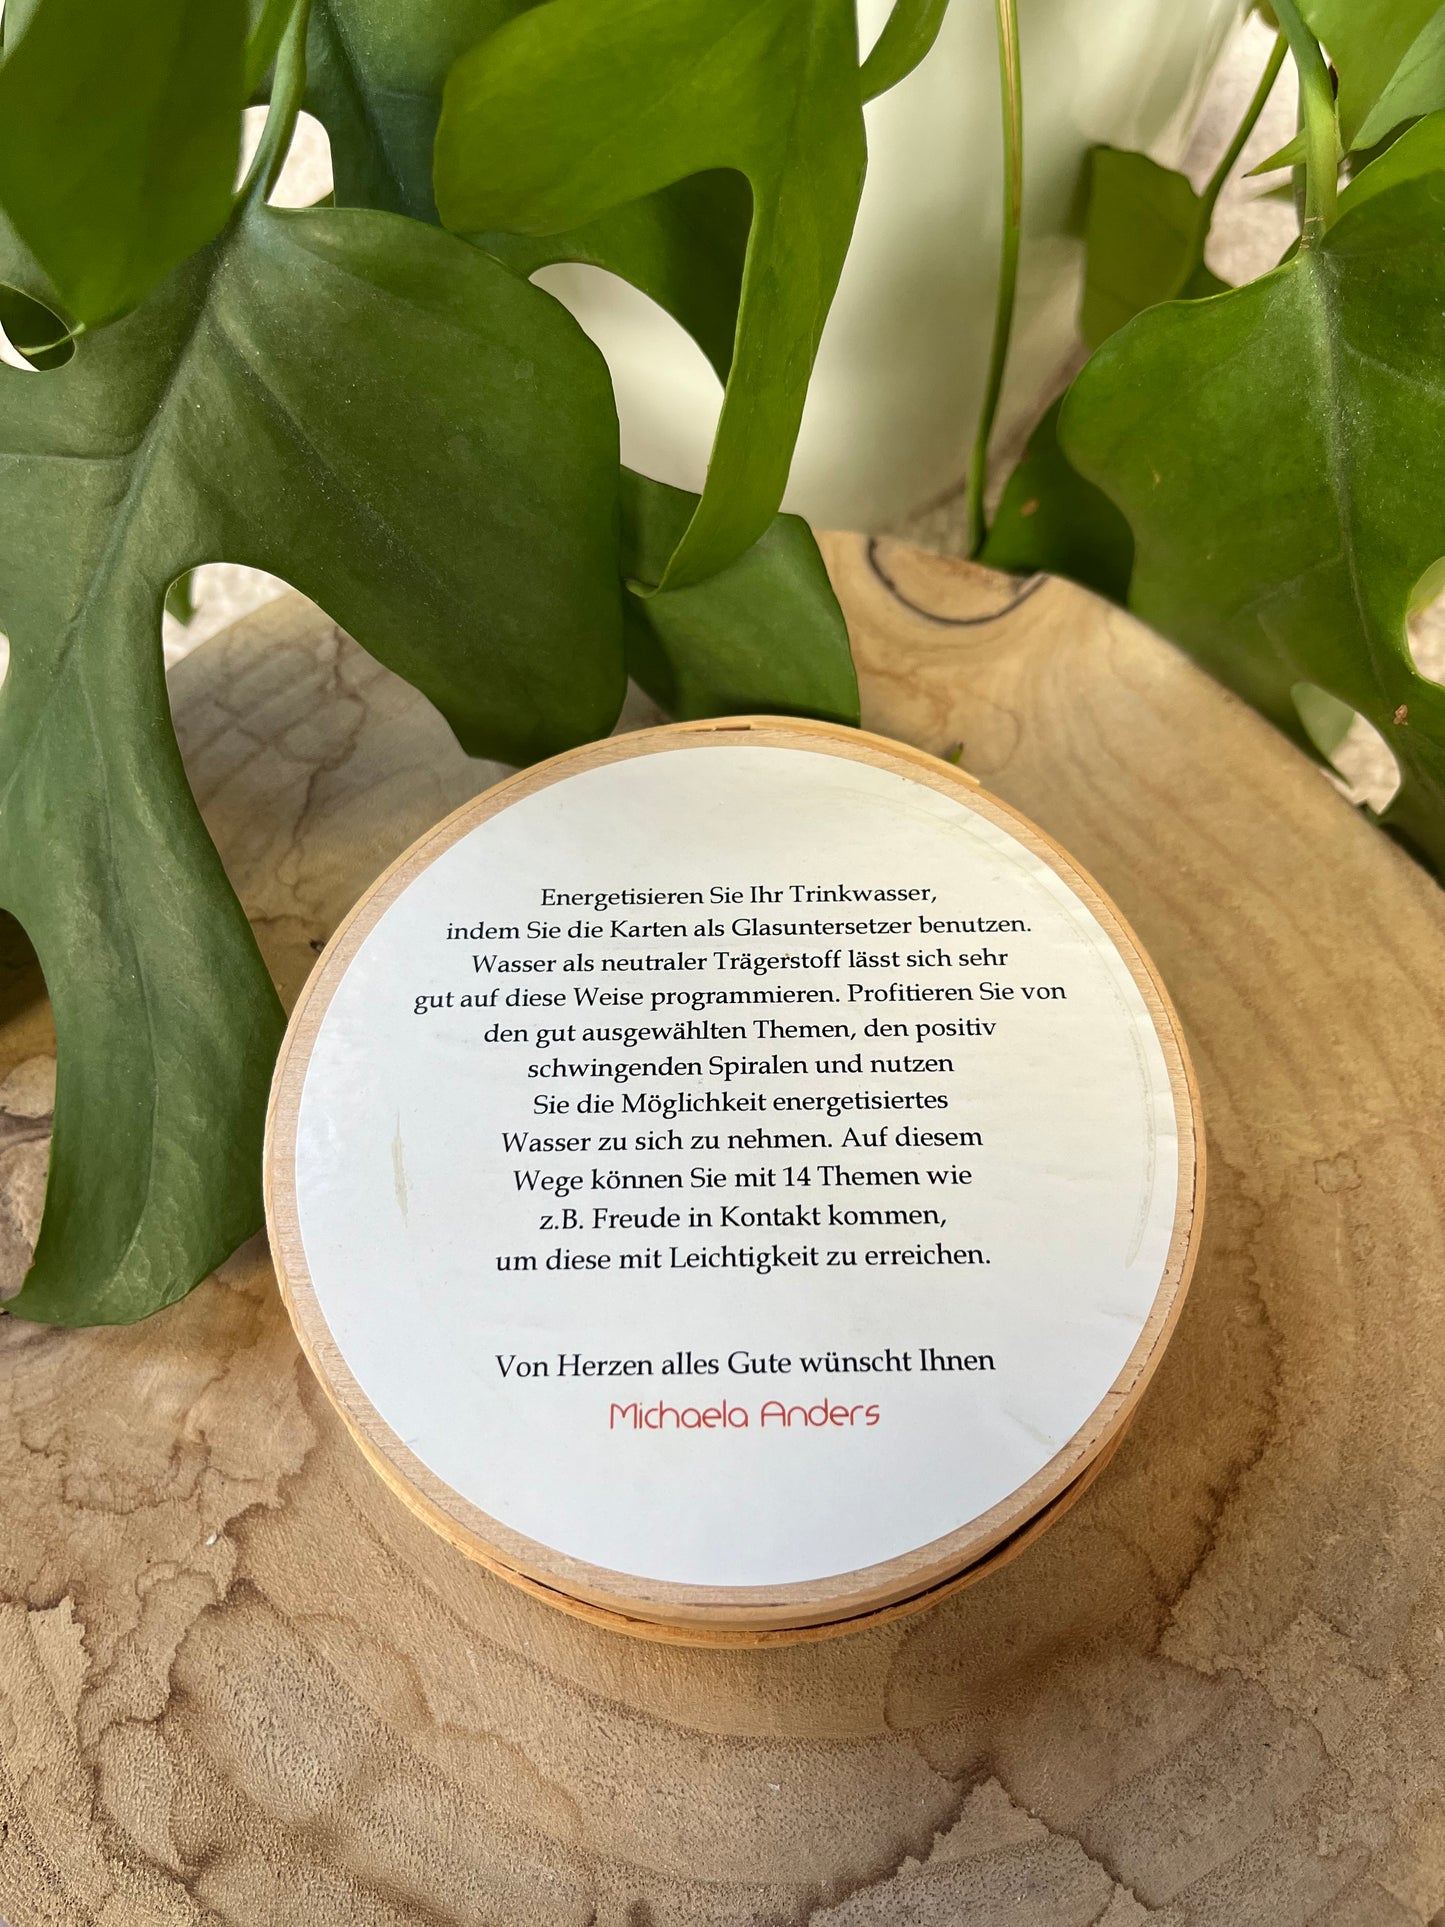 Energetisieren Sie Ihr Trinkwasser,
indem Sie die Karten als Glasuntersetzer benutzen.
Wasser als neutraler Trägerstoff lässt sich sehr
gut auf diese Weise programmieren. Profitieren Sie von
den gut ausgewählten Themen, den positiv
schwingenden Spiralen und nutzen
Sie die Möglichkeit energetisiertes
Wasser zu sich zu nehmen. Auf diesem
Wege können Sie mit 14 Themen wie
z.B. Freude in Kontakt kommen,
um diese mit Leichtigkeit zu erreichen.
Von Herzen alles Gute wünscht Ihnen
Michaela Anders